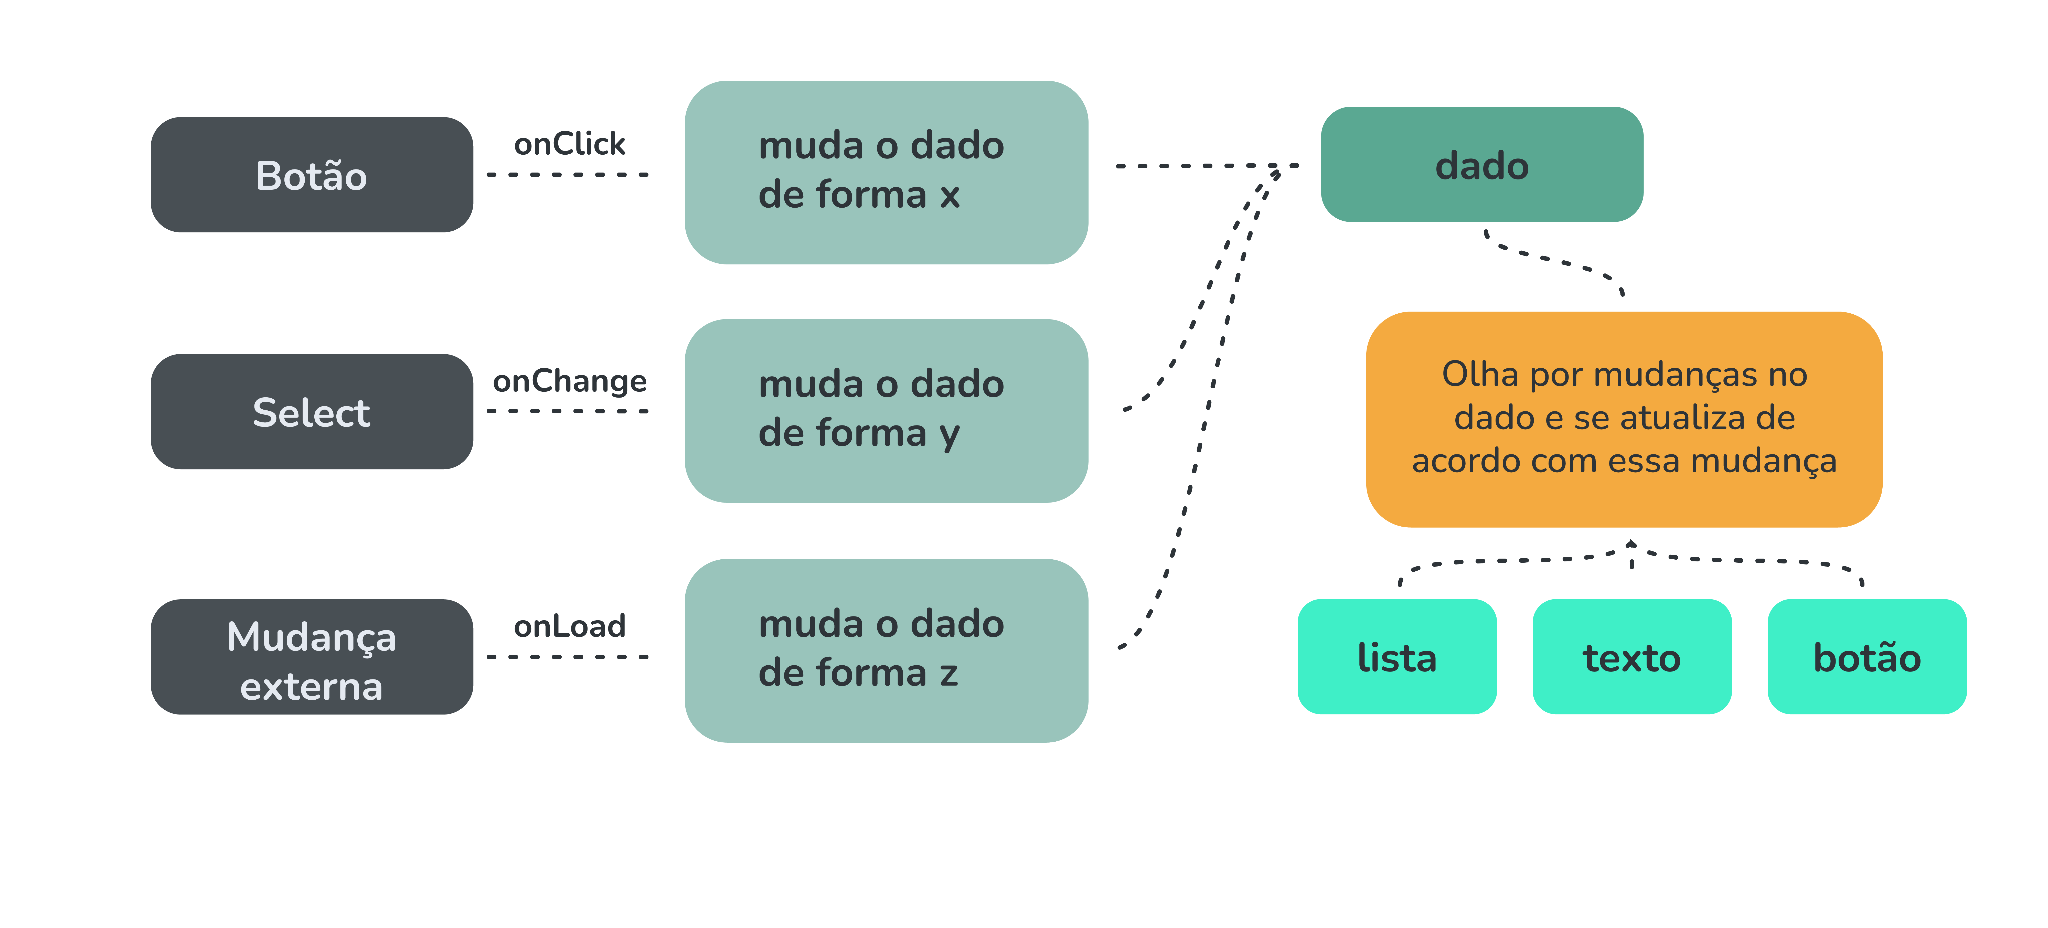 Botão
onClick
muda o dado
de forma x
dado
Select
onChange
muda o dado
de forma y
Olha por mudanças no
dado e se atualiza de
acordo com essa mudança
Mudança
externa
onLoad
muda o dado
de forma z
lista
texto
botão